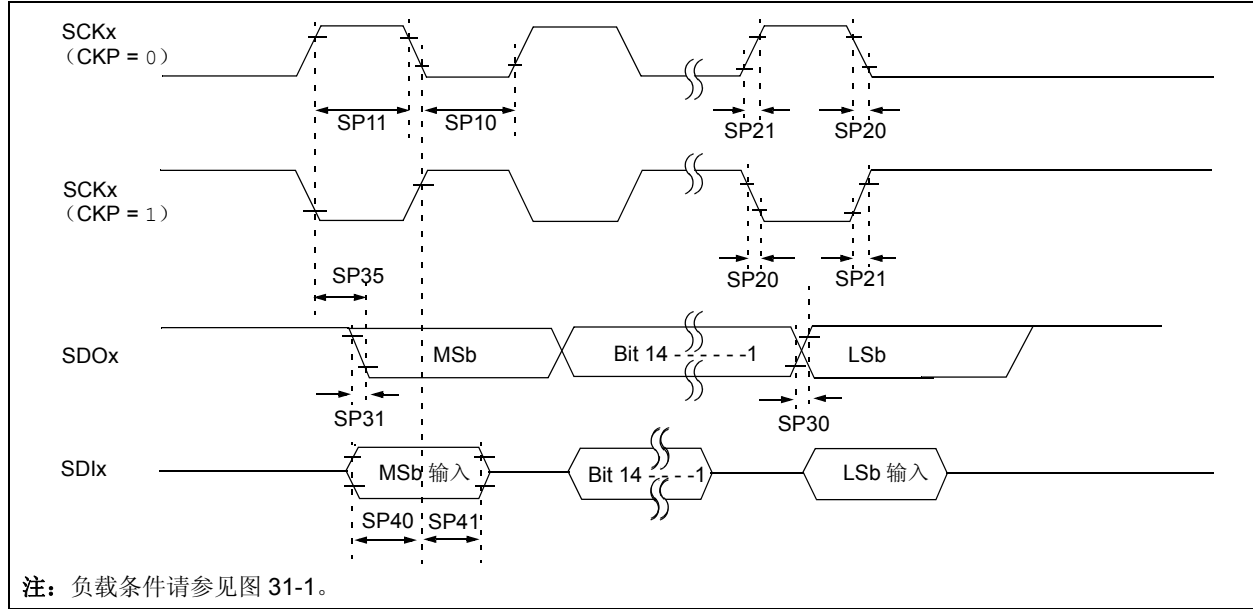 SCKx
（CKP = 0）
SP11
SP10
SP21
SP20
SCKx
（CKP = 1）
SP35
SP20
SP21
SDOx
MSb
Bit 14 - - - - - -1
LSb
SP31
SP30
SDIx
MSb 输入
Bit 14 - - - -1
LSb 输入
SP40
SP41
注：负载条件请参见图 31-1。